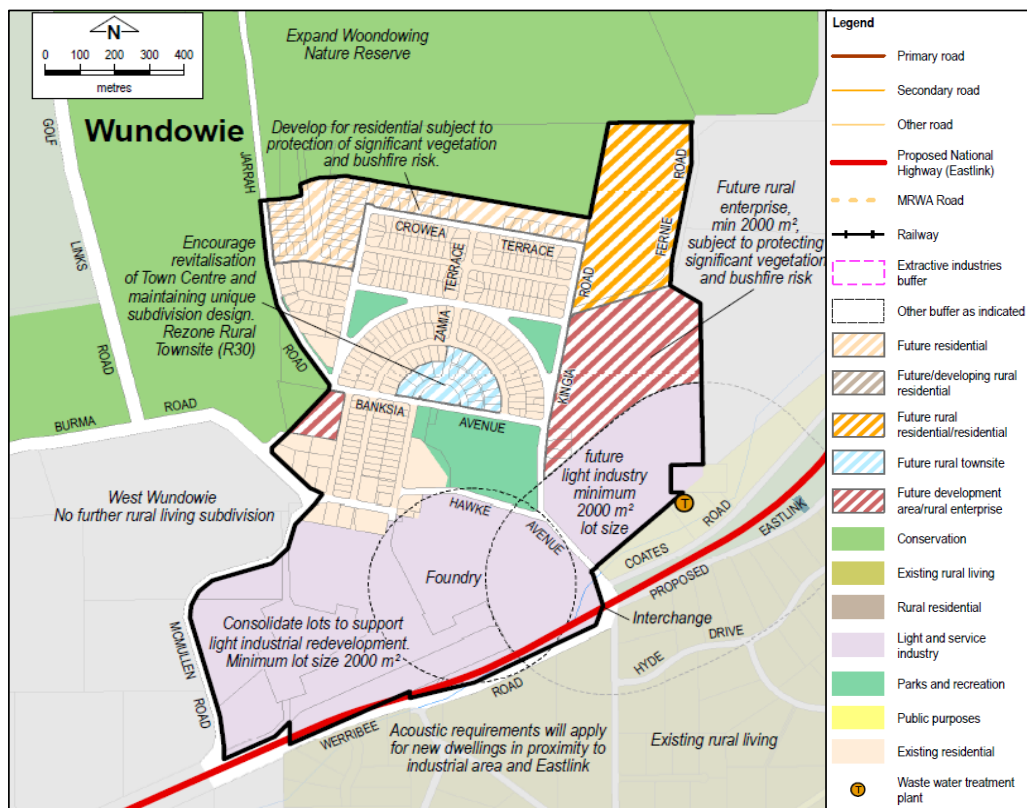 N
0 100 200 300 400
metres
Expand Woondowing
Nature Reserve
GOLF
LINKS
ROAD
Wundowie
JARRAH
ROAD
Develop for residential subject to
protection of significant vegetation
and bushfire risk.
ROAD
FERNIE
Future rural
enterprise,
min 2000 m²,
subject to protecting
significant vegetation
and bushfire risk
CROWEA
TERRACE
TERRACE
ZAMIA
ROAD
KINGIA
Encourage
revitalisation
of Town Centre and
maintaining unique
subdivision design.
Rezone Rural
Townsite (R30)
BANKSIA
AVENUE
BURMA
ROAD
West Wundowie
No further rural living subdivision
future
light industry
minimum
2000 m²
lot size
HAWKE
AVENUE
T
COATES
ROAD
PROPOSED
EASTLINK
Foundry
Interchange
Consolidate lots to support
light industrial redevelopment.
Minimum lot size 2000 m²
MCMULLEN
ROAD
WERRIBEE
ROAD
HYDE
DRIVE
Acoustic requirements will apply
for new dwellings in proximity to
industrial area and Eastlink
Existing rural living
Legend
Primary road
Secondary road
Other road
Proposed National
Highway (Eastlink)
MRWA Road
Railway
Extractive industries
buffer
Other buffer as indicated
Future residential
Future/developing rural
residential
Future rural
residential/residential
Future rural townsite
Future development
area/rural enterprise
Conservation
Existing rural living
Rural residential
Light and service
industry
Parks and recreation
Public purposes
Existing residential
T
Waste water treatment
plant